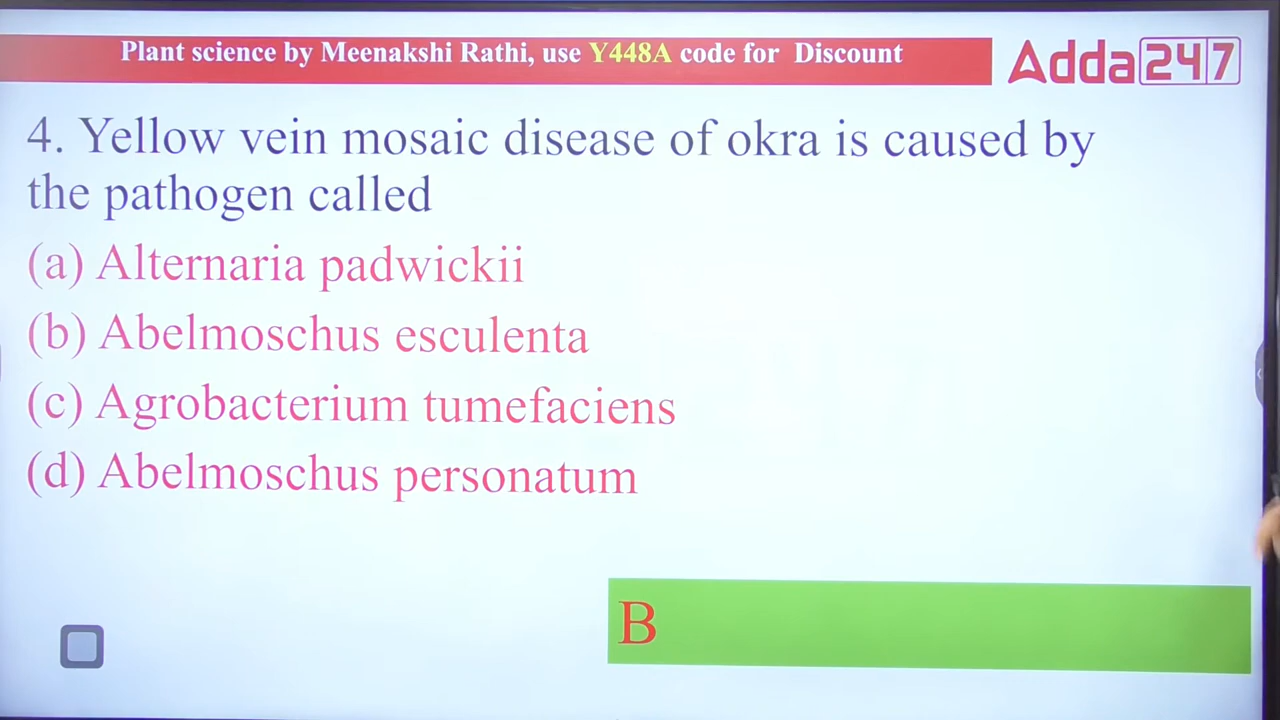 Plant science by Meenakshi Rathi, use Y448A code for Discount
Adda247
4. Yellow vein mosaic disease of okra is caused by
the pathogen called
(a) Alternaria padwickii
(b) Abelmoschus esculenta
(c) Agrobacterium tumefaciens
(d) Abelmoschus personatum
B